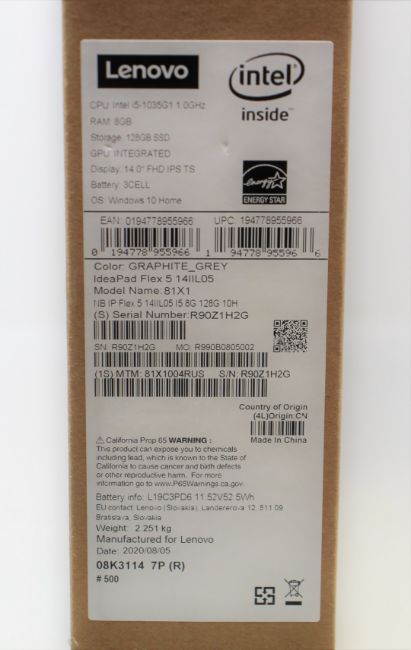 Lenovo
intel
inside™
CPU: Intel i5-1035G1 1.0GHz
RAM: 8GB
Storage: 128GB SSD
GPU: INTEGRATED
Display: 14.0" FHD IPS TS
Battery: 3CELL
OS: Windows 10 Home
energy
ENERGY STAR
EAN: 0194778955966 UPC: 194778955966
0 194778 955966 1 94778 95596 6
Color: GRAPHITE_GREY
IdeaPad Flex 5 14IIL05
Model Name:81X1
NB IP Flex 5 14IIL05 I5 8G 128G 10H
(S) Serial Number:R90Z1H2G
SN: R90Z1H2G MO: R990B0805002
(1S) MTM: 81X1004RUS S/N: R90Z1H2G
Country of Origin
(4L)Origin:CN
Made In China
⚠ California Prop 65 WARNING :
This product can expose you to chemicals
including lead, which is known to the State of
California to cause cancer and birth defects
or other reproductive harm. For more
information go to www.P65Warnings.ca.gov.
Battery info: L19C3PD6 11.52V52.5Wh
EU contact: Lenovo (Slovakia), Landererova 12, 811 09
Bratislava, Slovakia
Weight: 2.251 kg
Manufactured for Lenovo
Date: 2020/08/05
08K3114 7P (R)
# 500